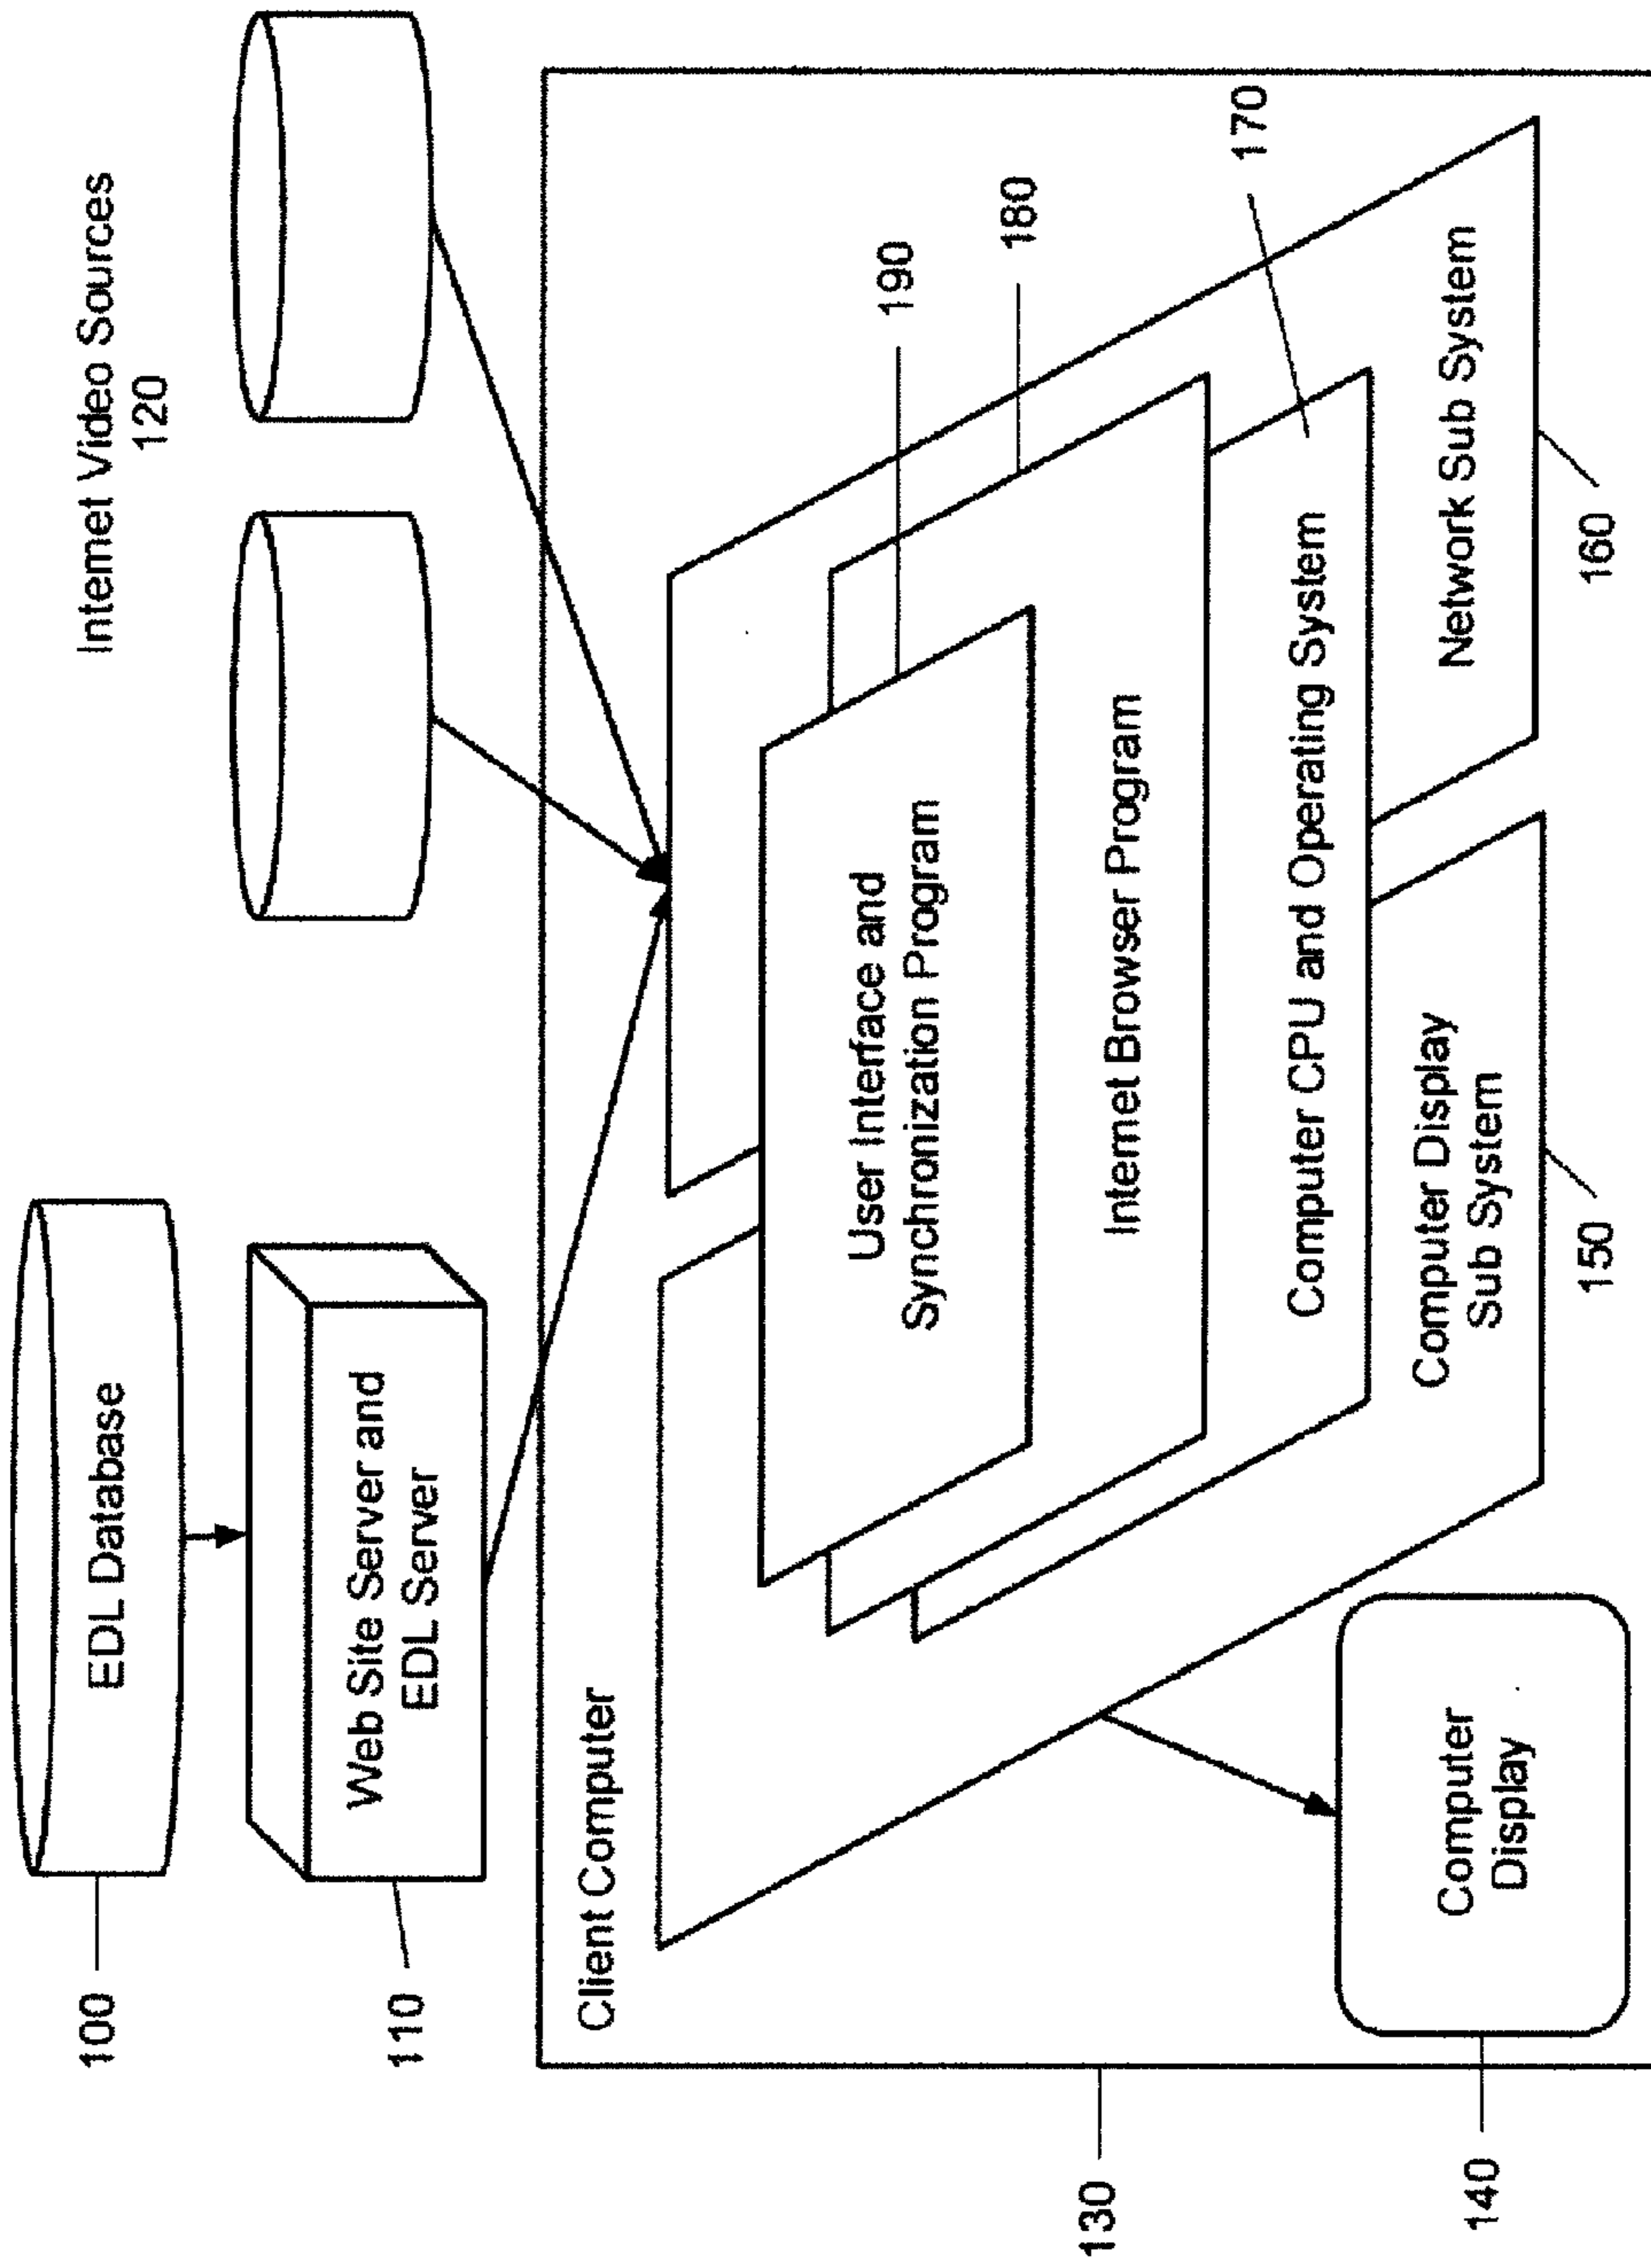 Internet Video Sources
120
100
EDL Database
110
Web Site Server and
EDL Server
130
Client Computer
190
User Interface and
Synchronization Program
180
Internet Browser Program
170
Computer CPU and Operating System
Computer Display
Sub System
150
Network Sub System
160
140
Computer
Display